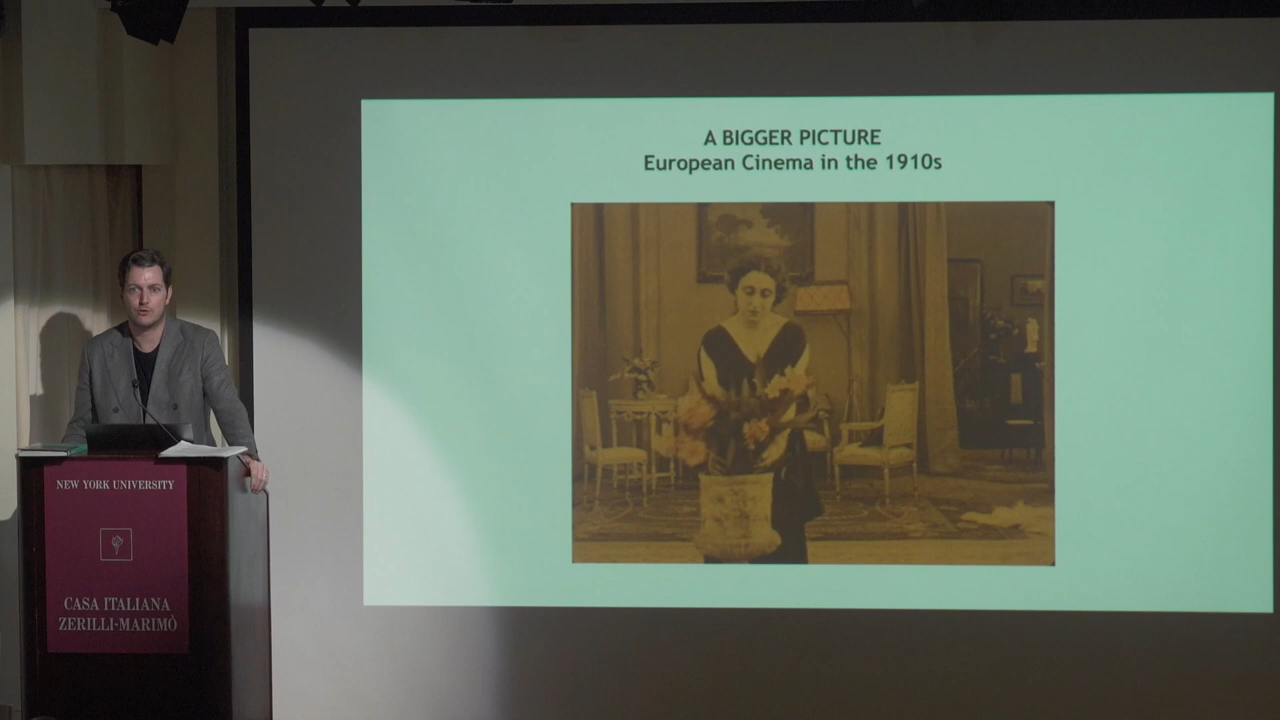 A BIGGER PICTURE
European Cinema in the 1910s
NEW YORK UNIVERSITY
CASA ITALIANA
ZERILLI-MARIMÒ